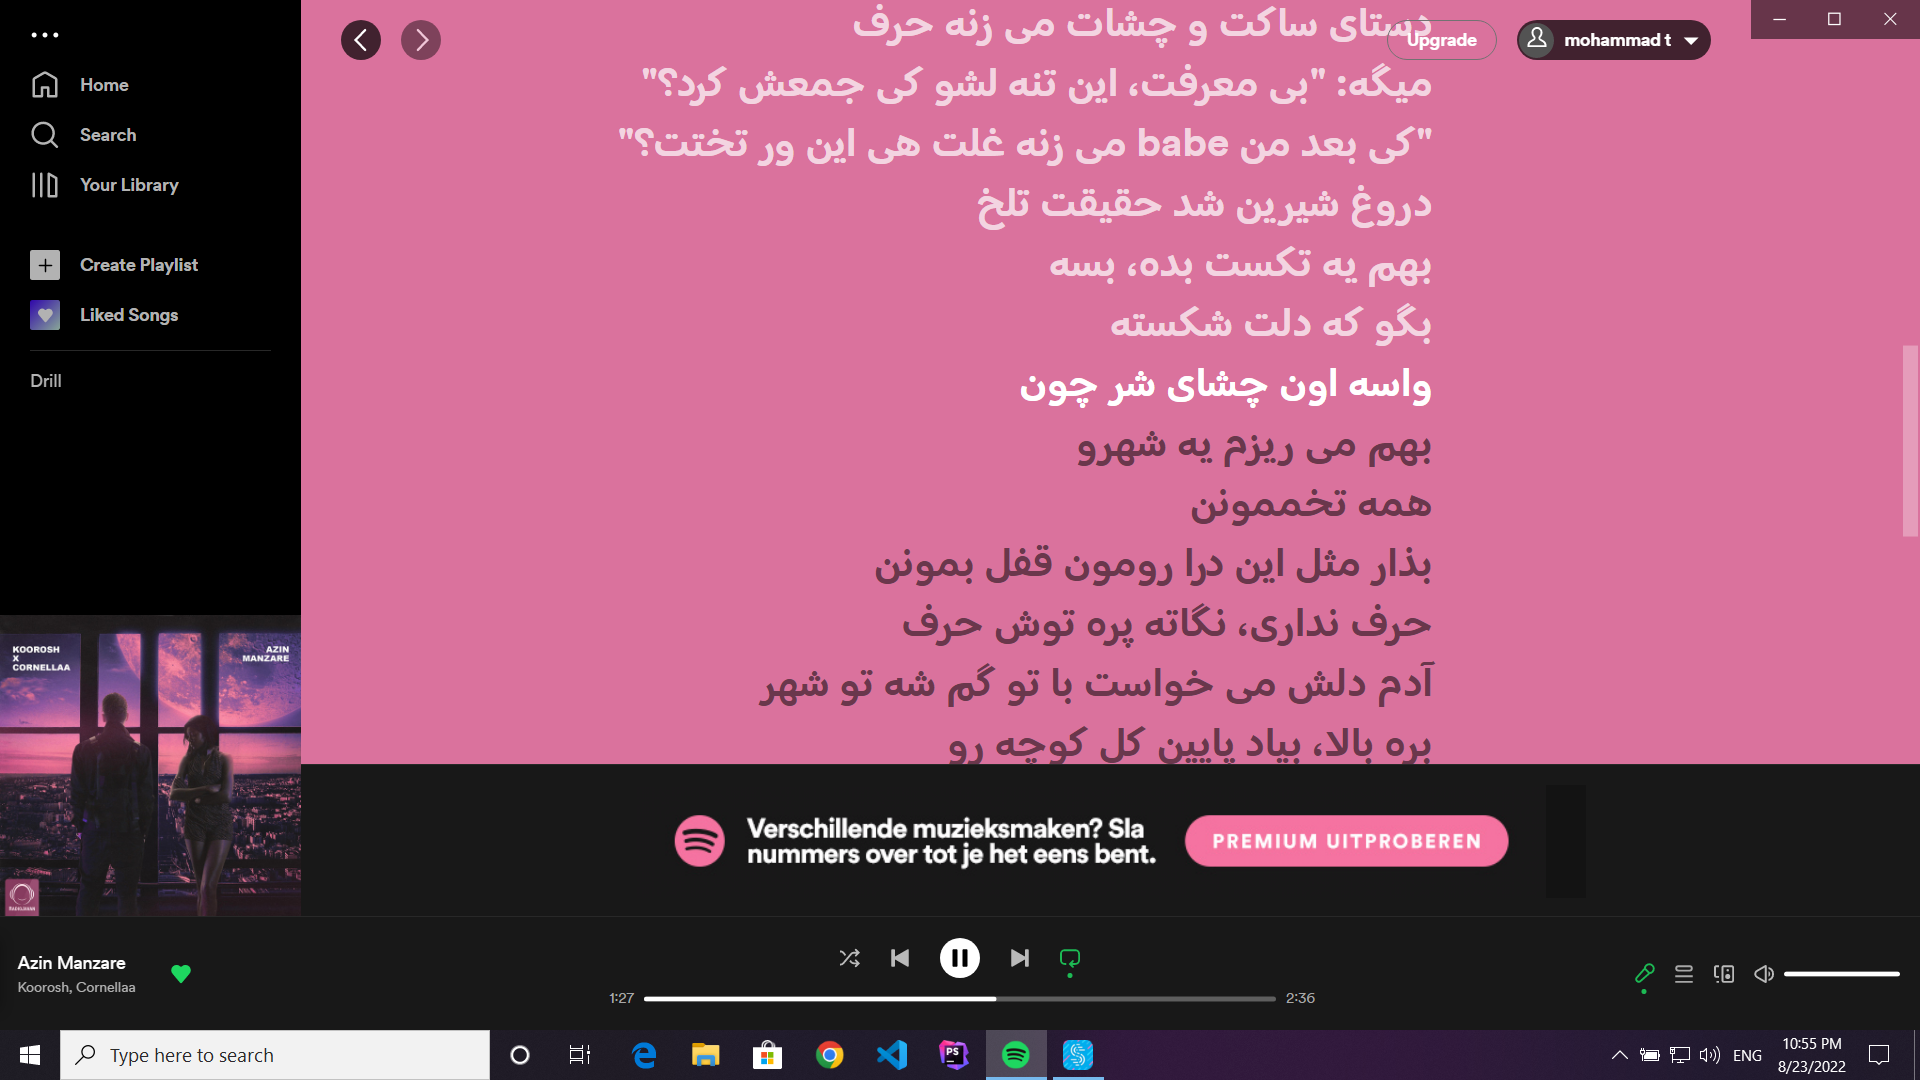 Home
Search
Your Library
Create Playlist
Liked Songs
Drill
Upgrade
mohammad t
دستای ساکت و چشات می زنه حرف
میگه: "بی معرفت، این تنه لشو کی جمعش کرد؟"
"کی بعد من babe می زنه غلت هی این ور تختت؟"
دروغ شیرین شد حقیقت تلخ
بهم یه تکست بده، بسه
بگو که دلت شکسته
واسه اون چشای شر چون
بهم می ریزم یه شهرو
همه تخممونن
بذار مثل این درا رومون قفل بمونن
حرف نداری، نگاته پره توش حرف
آدم دلش می خواست با تو گم شه تو شهر
بره بالا، بیاد پایین کل کوچه رو
KOOROSH
X
CORNELLAA
AZIN
MANZARE
Verschillende muzieksmaken? Sla
nummers over tot je het eens bent.
PREMIUM UITPROBEREN
Azin Manzare
Koorosh, Cornellaa
1:27
2:36
Type here to search
PS
ENG
10:55 PM
8/23/2022